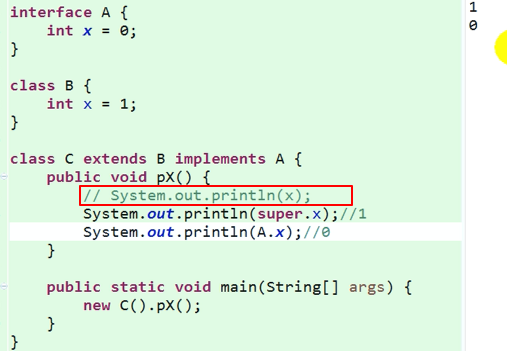 interface A {
    int x = 0;
}
class B {
    int x = 1;
}
class C extends B implements A {
    public void pX() {
        // System.out.println(x);
        System.out.println(super.x);//1
        System.out.println(A.x);//0
    }
    public static void main(String[] args) {
        new C().pX();
    }
}
1
0